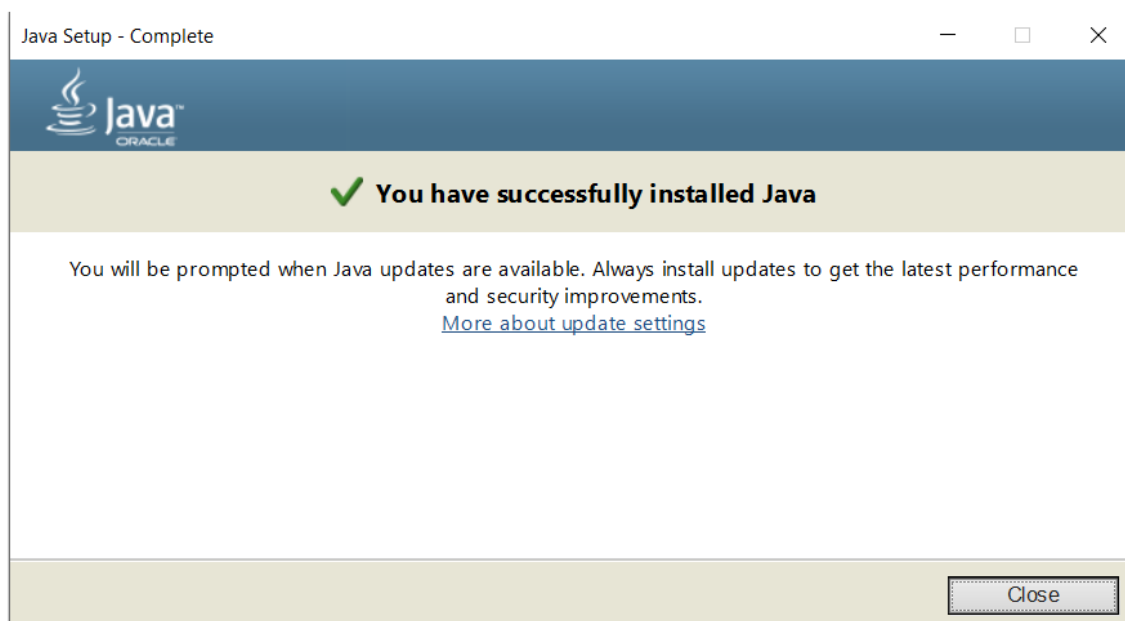 Java Setup - Complete
Java™
ORACLE
You have successfully installed Java
You will be prompted when Java updates are available. Always install updates to get the latest performance
and security improvements.
More about update settings
Close